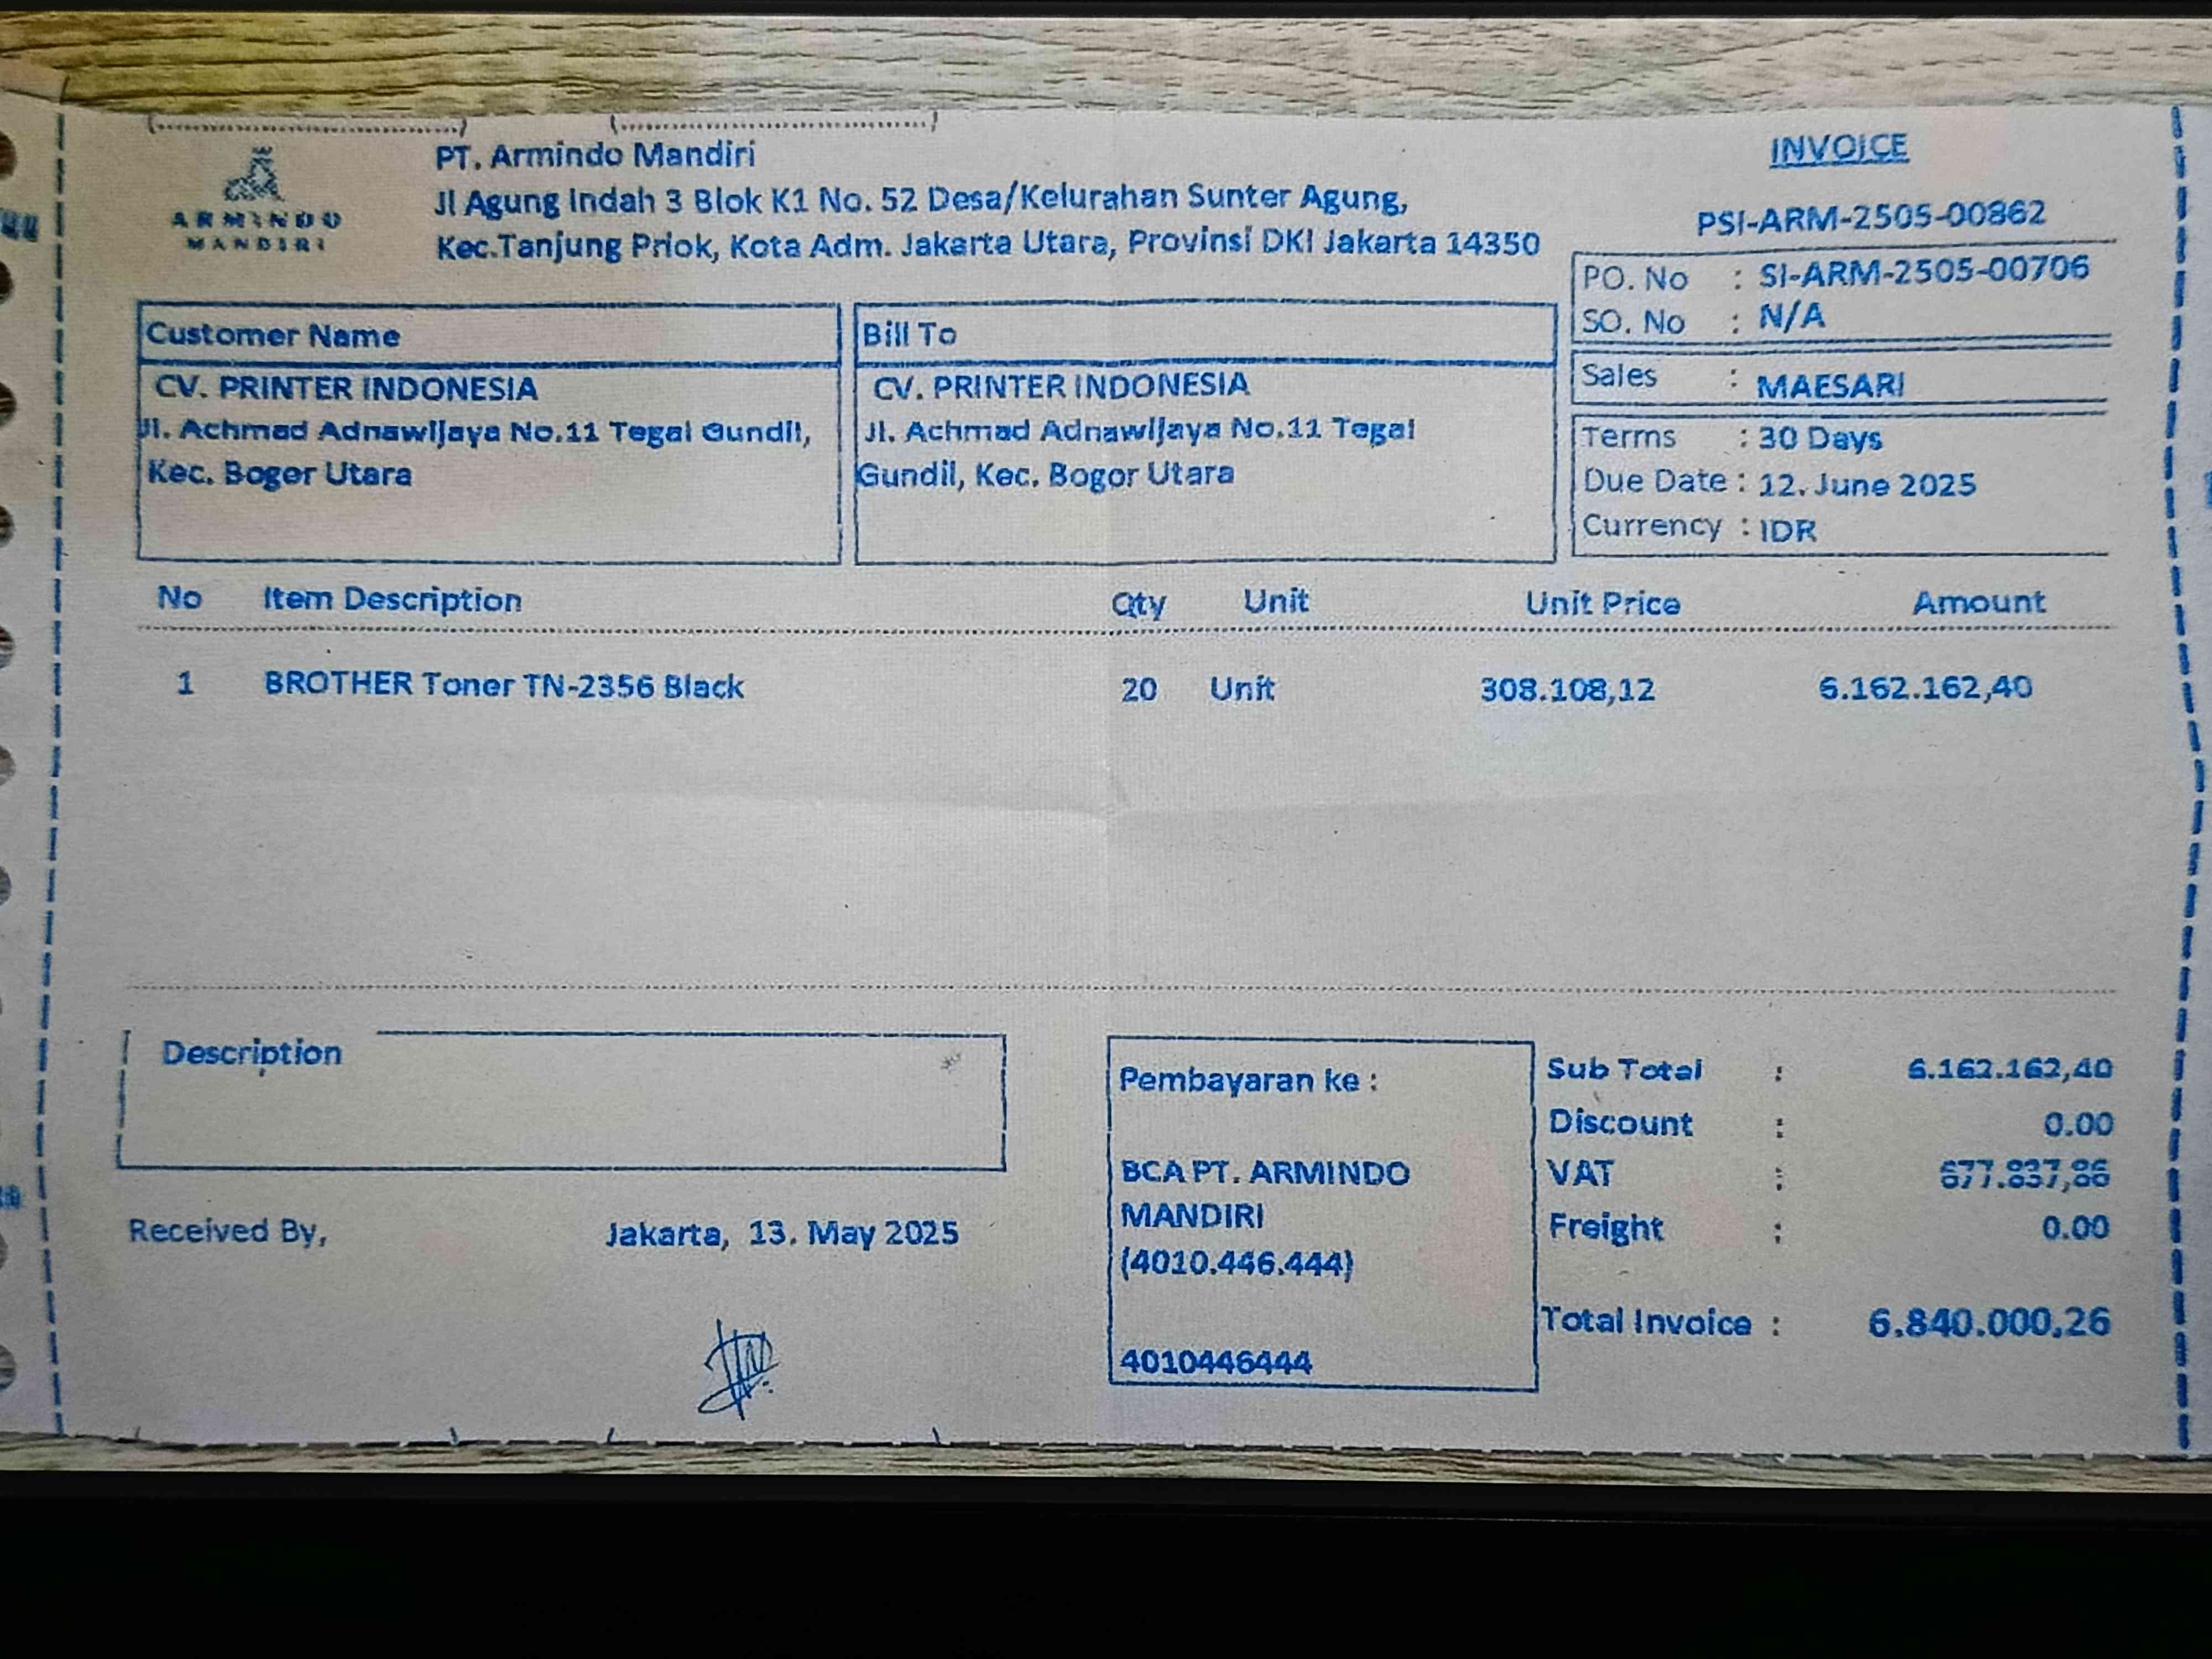 ARMINDO
MANDIRI
PT. Armindo Mandiri
Jl Agung Indah 3 Blok K1 No. 52 Desa/Kelurahan Sunter Agung,
Kec.Tanjung Priok, Kota Adm. Jakarta Utara, Provinsi DKI Jakarta 14350
INVOICE
PSI-ARM-2505-00862
PO. No : SI-ARM-2505-00706
SO. No : N/A
Sales : MAESARI
Terms : 30 Days
Due Date : 12. June 2025
Currency : IDR
Customer Name
CV. PRINTER INDONESIA
Jl. Achmad Adnawijaya No.11 Tegal Gundil,
Kec. Bogor Utara
Bill To
CV. PRINTER INDONESIA
Jl. Achmad Adnawijaya No.11 Tegal
Gundil, Kec. Bogor Utara
No Item Description Qty Unit Unit Price Amount
1 BROTHER Toner TN-2356 Black 20 Unit 308.108,12 6.162.162,40
Description
Received By,
Jakarta, 13. May 2025
Pembayaran ke :
BCA PT. ARMINDO
MANDIRI
(4010.446.444)
4010446444
Sub Total : 6.162.162,40
Discount : 0.00
VAT : 677.837,86
Freight : 0.00
Total Invoice : 6.840.000,26